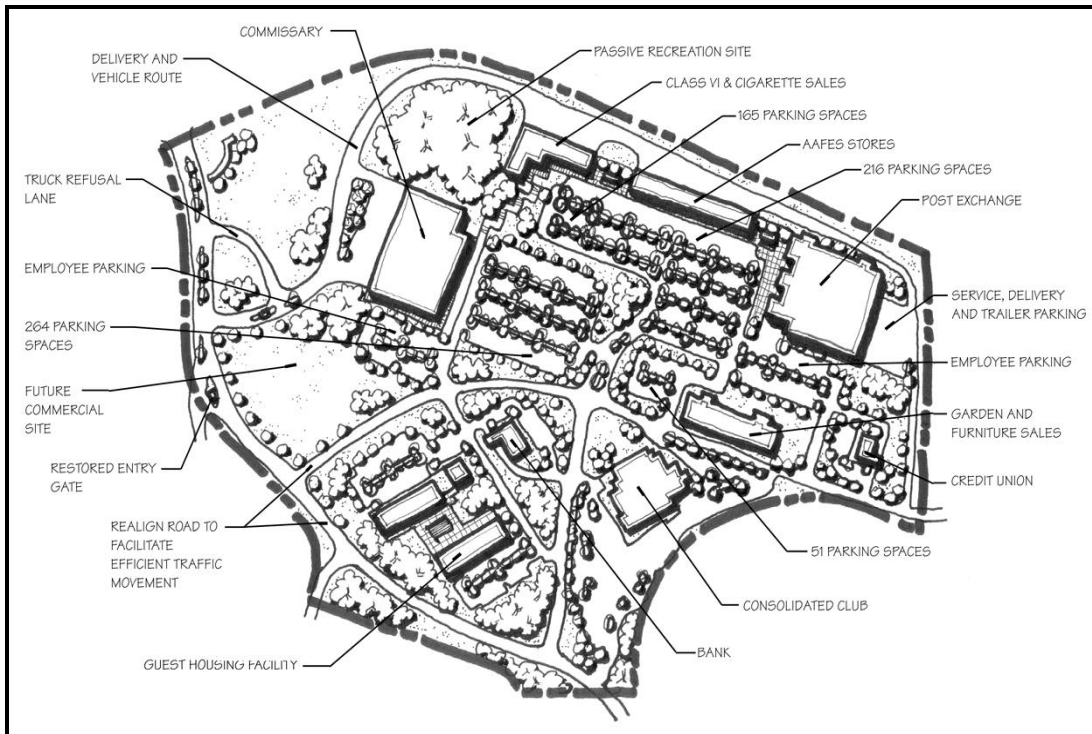 COMMISSARY
DELIVERY AND
VEHICLE ROUTE
TRUCK REFUSAL
LANE
EMPLOYEE PARKING
264 PARKING
SPACES
FUTURE
COMMERCIAL
SITE
RESTORED ENTRY
GATE
REALIGN ROAD TO
FACILITATE
EFFICIENT TRAFFIC
MOVEMENT
GUEST HOUSING FACILITY
PASSIVE RECREATION SITE
CLASS VI & CIGARETTE SALES
165 PARKING SPACES
AAFES STORES
216 PARKING SPACES
POST EXCHANGE
SERVICE, DELIVERY
AND TRAILER PARKING
EMPLOYEE PARKING
GARDEN AND
FURNITURE SALES
CREDIT UNION
51 PARKING SPACES
CONSOLIDATED CLUB
BANK